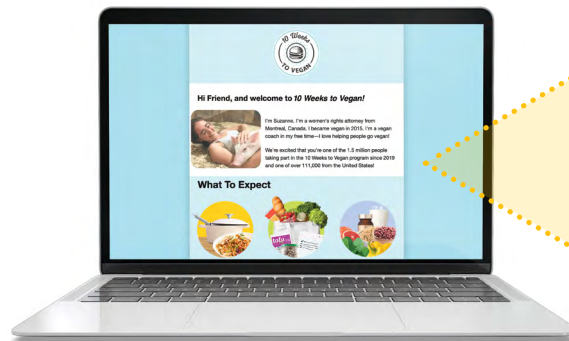 10 Weeks
TO VEGAN
Hi Friend, and welcome to 10 Weeks to Vegan!
I'm Suzanne. I'm a women's rights attorney from
Montreal, Canada. I became vegan in 2015. I'm a vegan
coach in my free time—I love helping people go vegan!
We're excited that you're one of the 1.5 million people
taking part in the 10 Weeks to Vegan program since 2019
and one of over 111,000 from the United States!
What To Expect
tofu